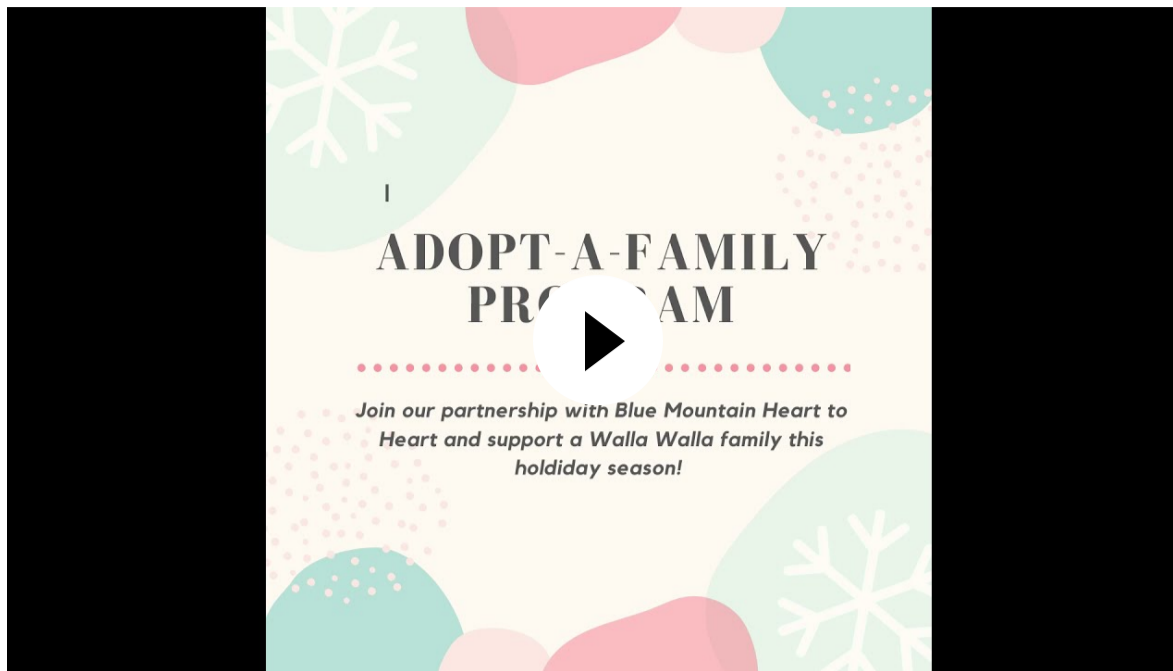 I
ADOPT-A-FAMILY
PROGRAM
Join our partnership with Blue Mountain Heart to
Heart and support a Walla Walla family this
holdiday season!